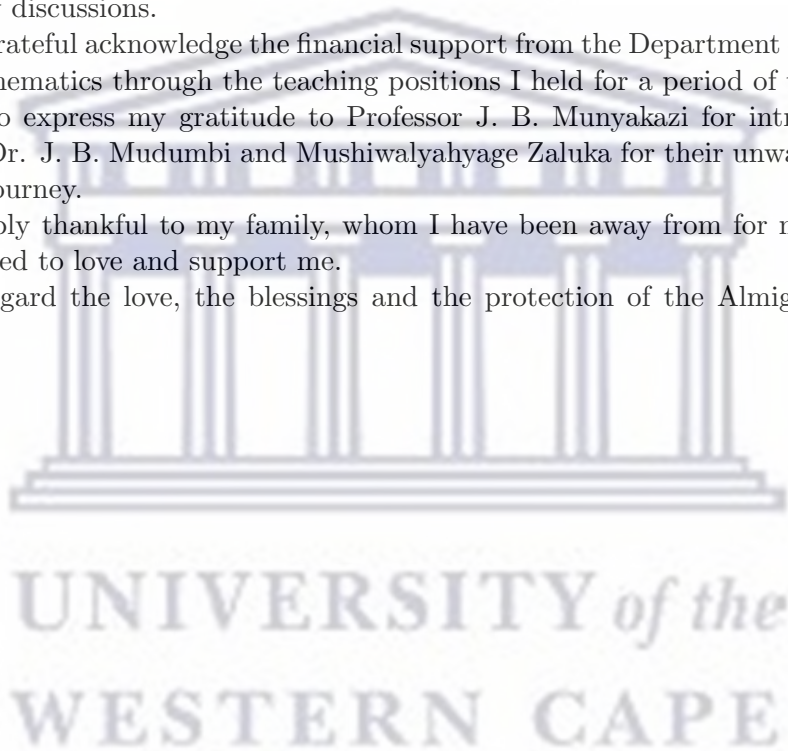 discussions.
rateful acknowledge the financial support from the Department
ematics through the teaching positions I held for a period of
o express my gratitude to Professor J. B. Munyakazi for intr
Dr. J. B. Mudumbi and Mushiwalyahyage Zaluka for their unwa
ourney.
ply thankful to my family, whom I have been away from for
ed to love and support me.
gard the love, the blessings and the protection of the Almig
UNIVERSITY of the
WESTERN CAPE